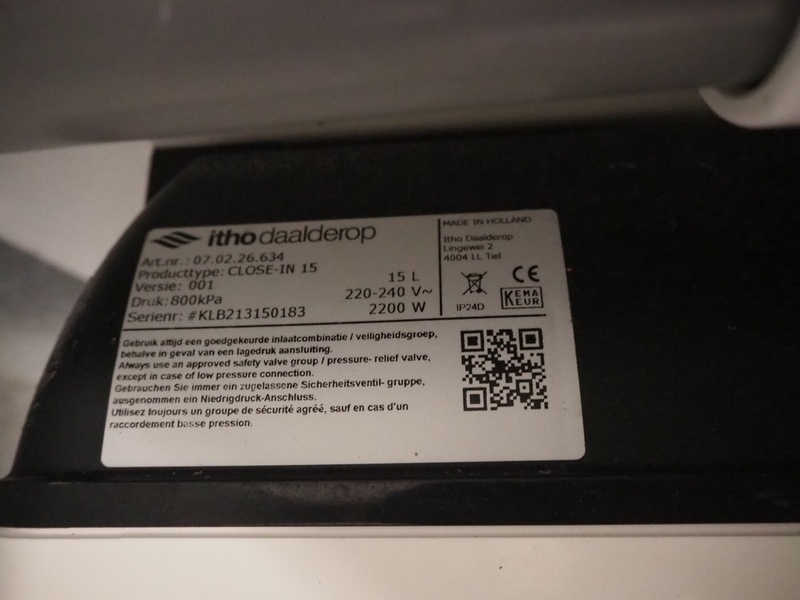 itho daalderop
Art.nr.: 07.02.26.634
Producttype: CLOSE-IN 15
Versie: 001
15 L
Druk: 800kPa
220-240 V~
Serienr: #KLB213150183
2200 W
MADE IN HOLLAND
Itho Daalderop
Lingewei 2
4004 LL Tiel
CE
IP24D
KEMA
KEUR
Gebruik altijd een goedgekeurde inlaatcombinatie / veiligheidsgroep,
behalve in geval van een lagedruk aansluiting.
Always use an approved safety valve group / pressure- relief valve,
except in case of low pressure connection.
Gebrauchen Sie immer ein zugelassene Sicherheitsventil- gruppe,
ausgenommen ein Niedrigdruck-Anschluss.
Utilisez toujours un groupe de sécurité agréé, sauf en cas d'un
raccordement basse pression.